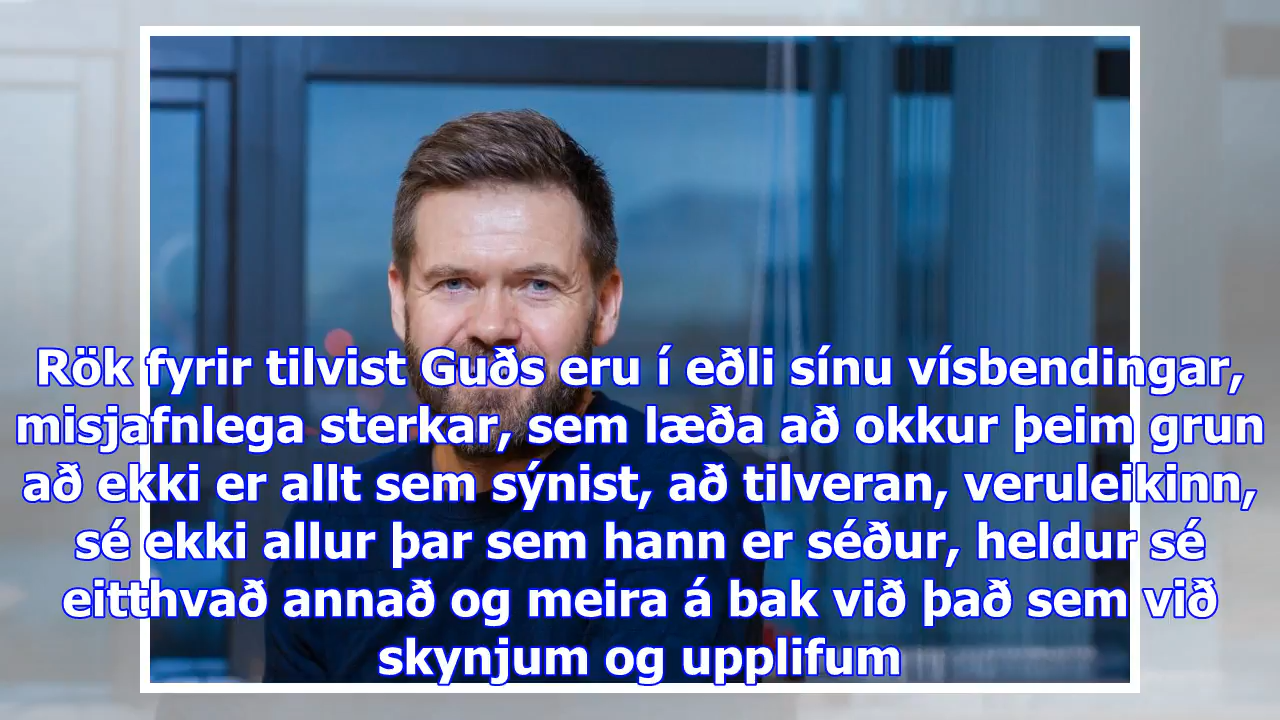 Rök fyrir tilvist Guðs eru í eðli sínu vísbendingar,
misjafnlega sterkar, sem læða að okkur þeim grun
að ekki er allt sem sýnist, að tilveran, veruleikinn,
sé ekki allur þar sem hann er séður, heldur sé
eitthvað annað og meira á bak við það sem við
skynjum og upplifum